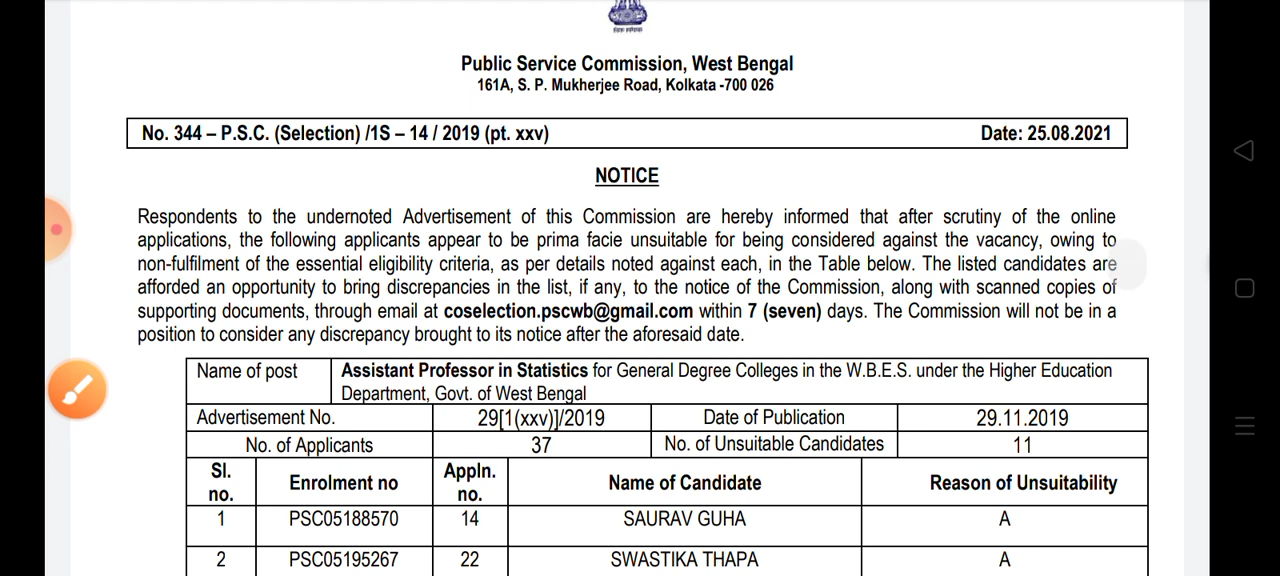 Public Service Commission, West Bengal
161A, S. P. Mukherjee Road, Kolkata -700 026
No. 344 – P.S.C. (Selection) /1S – 14 / 2019 (pt. xxv) Date: 25.08.2021
NOTICE
Respondents to the undernoted Advertisement of this Commission are hereby informed that after scrutiny of the online
applications, the following applicants appear to be prima facie unsuitable for being considered against the vacancy, owing to
non-fulfilment of the essential eligibility criteria, as per details noted against each, in the Table below. The listed candidates are
afforded an opportunity to bring discrepancies in the list, if any, to the notice of the Commission, along with scanned copies of
supporting documents, through email at coselection.pscwb@gmail.com within 7 (seven) days. The Commission will not be in a
position to consider any discrepancy brought to its notice after the aforesaid date.
Name of post Assistant Professor in Statistics for General Degree Colleges in the W.B.E.S. under the Higher Education
Department, Govt. of West Bengal
Advertisement No. 29[1(xxv)]/2019 Date of Publication 29.11.2019
No. of Applicants 37 No. of Unsuitable Candidates 11
Sl. no. Enrolment no Appln. no. Name of Candidate Reason of Unsuitability
1 PSC05188570 14 SAURAV GUHA A
2 PSC05195267 22 SWASTIKA THAPA A